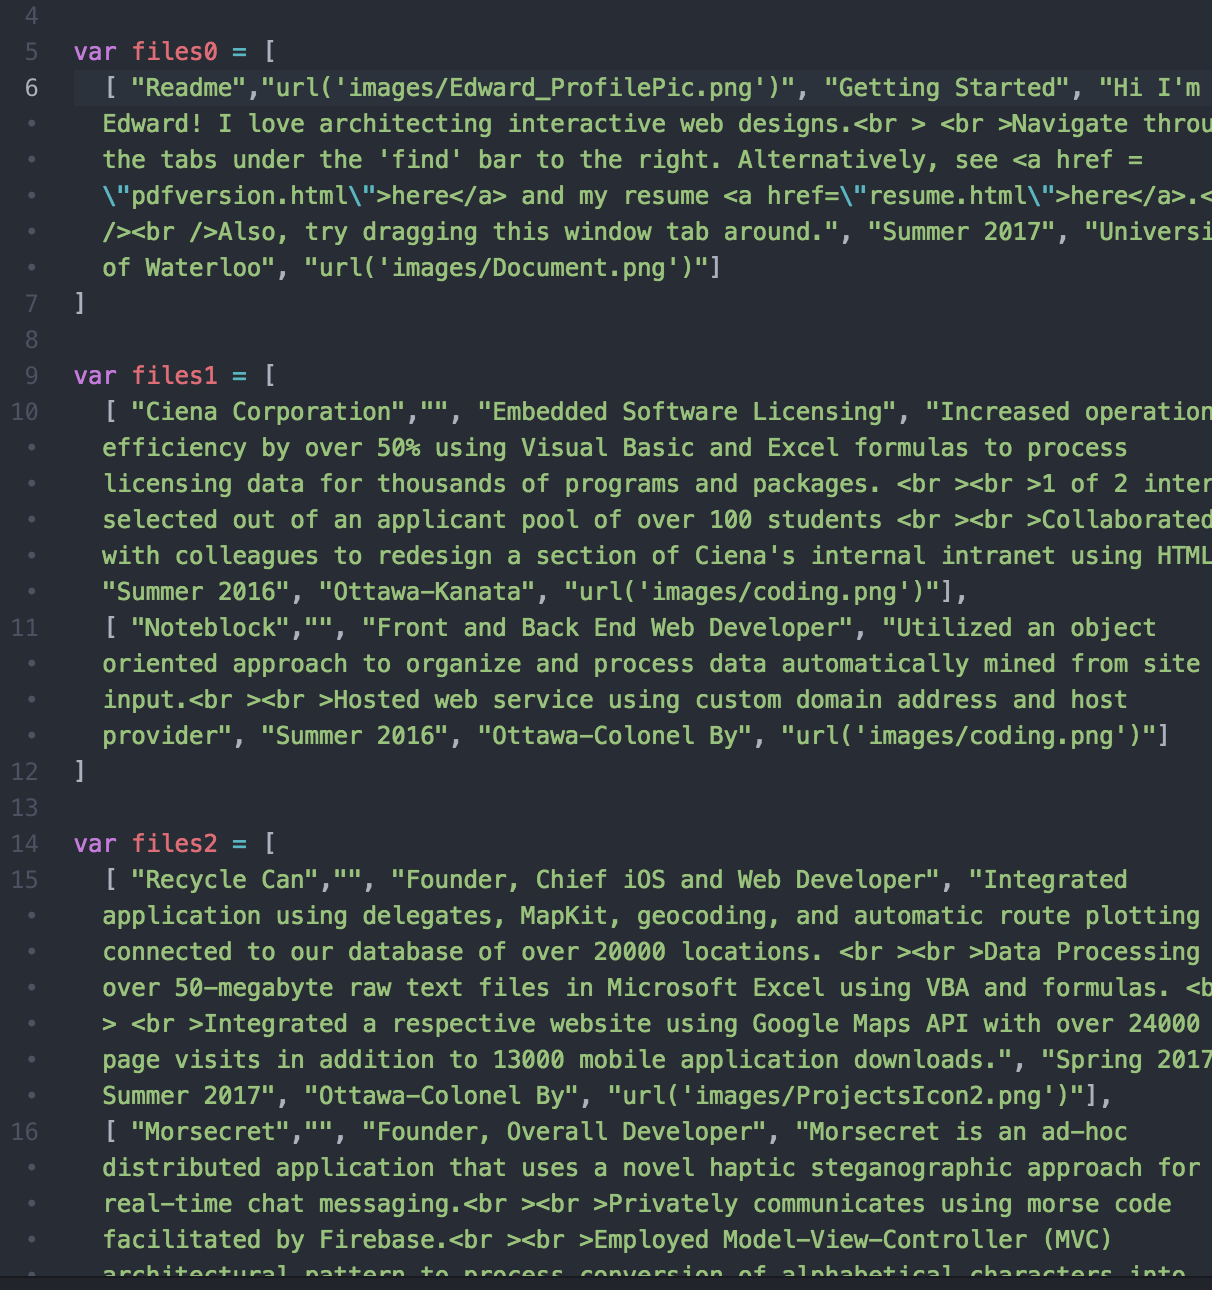 4
5 var files0 = [
6 [ "Readme","url('images/Edward_ProfilePic.png')", "Getting Started", "Hi I'm
• Edward! I love architecting interactive web designs.<br > <br >Navigate throu
• the tabs under the 'find' bar to the right. Alternatively, see <a href =
• \"pdfversion.html\">here</a> and my resume <a href=\"resume.html\">here</a>.<
• /><br />Also, try dragging this window tab around.", "Summer 2017", "Universi
• of Waterloo", "url('images/Document.png')"]
7 ]
8
9 var files1 = [
10 [ "Ciena Corporation","", "Embedded Software Licensing", "Increased operation
• efficiency by over 50% using Visual Basic and Excel formulas to process
• licensing data for thousands of programs and packages. <br ><br >1 of 2 inter
• selected out of an applicant pool of over 100 students <br ><br >Collaborated
• with colleagues to redesign a section of Ciena's internal intranet using HTML
• "Summer 2016", "Ottawa-Kanata", "url('images/coding.png')"],
11 [ "Noteblock","", "Front and Back End Web Developer", "Utilized an object
• oriented approach to organize and process data automatically mined from site
• input.<br ><br >Hosted web service using custom domain address and host
• provider", "Summer 2016", "Ottawa-Colonel By", "url('images/coding.png')"]
12 ]
13
14 var files2 = [
15 [ "Recycle Can","", "Founder, Chief iOS and Web Developer", "Integrated
• application using delegates, MapKit, geocoding, and automatic route plotting
• connected to our database of over 20000 locations. <br ><br >Data Processing
• over 50-megabyte raw text files in Microsoft Excel using VBA and formulas. <b
• > <br >Integrated a respective website using Google Maps API with over 24000
• page visits in addition to 13000 mobile application downloads.", "Spring 2017
• Summer 2017", "Ottawa-Colonel By", "url('images/ProjectsIcon2.png')"],
16 [ "Morsecret","", "Founder, Overall Developer", "Morsecret is an ad-hoc
• distributed application that uses a novel haptic steganographic approach for
• real-time chat messaging.<br ><br >Privately communicates using morse code
• facilitated by Firebase.<br ><br >Employed Model-View-Controller (MVC)
• architectural pattern to process conversion of alphabetical characters into